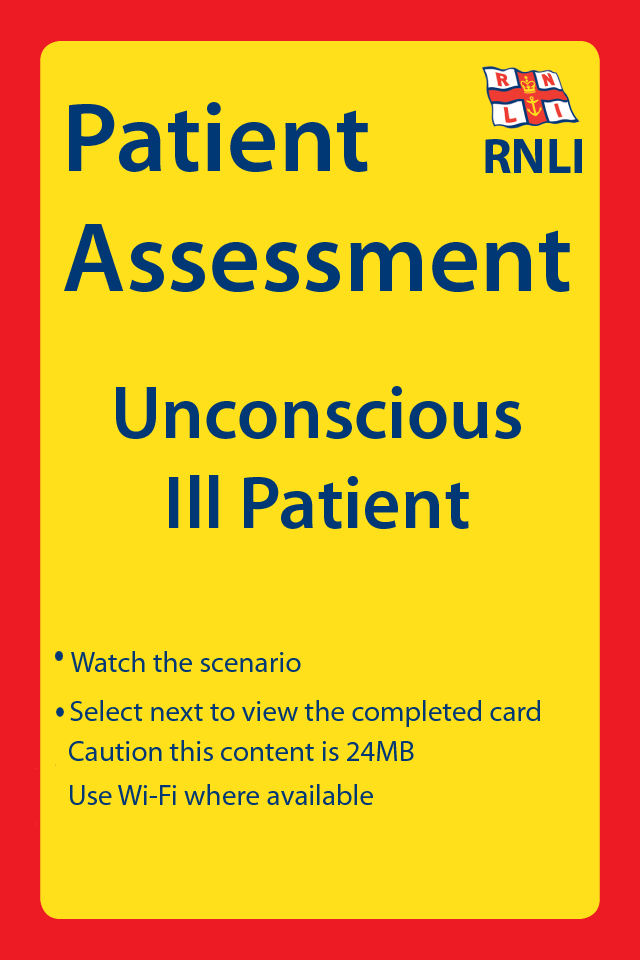 Patient
R N
L I
RNLI
Assessment
Unconscious
Ill Patient
• Watch the scenario
• Select next to view the completed card
Caution this content is 24MB
Use Wi-Fi where available